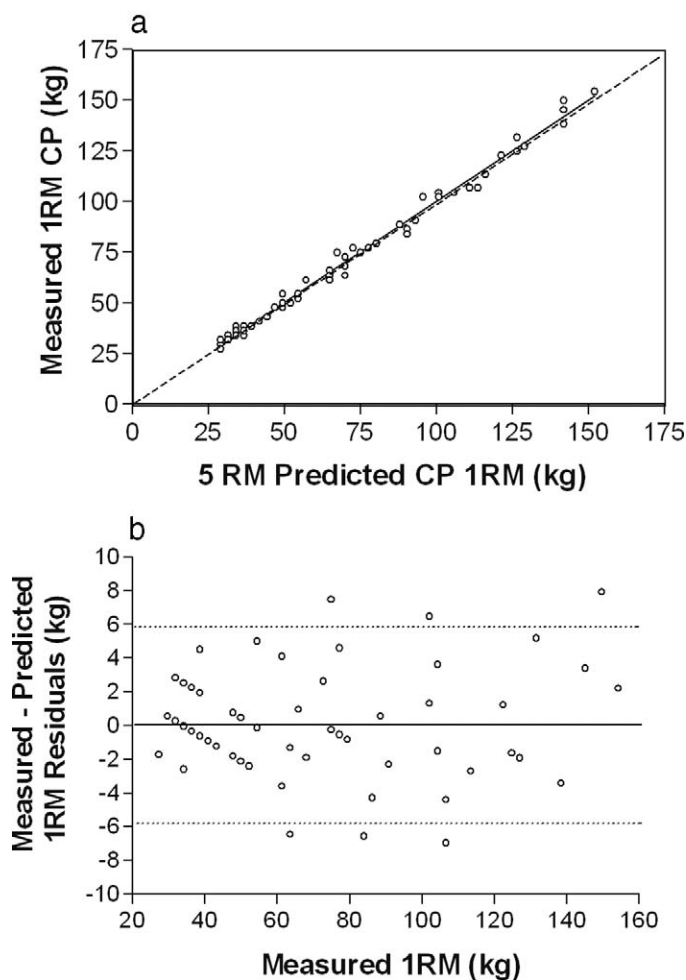 a
175
150
125
100
75
50
25
0
Measured 1RM CP (kg)
0 25 50 75 100 125 150 175
5 RM Predicted CP 1RM (kg)
b
10
8
6
4
2
0
-2
-4
-6
-8
-10
Measured - Predicted
1RM Residuals (kg)
20 40 60 80 100 120 140 160
Measured 1RM (kg)